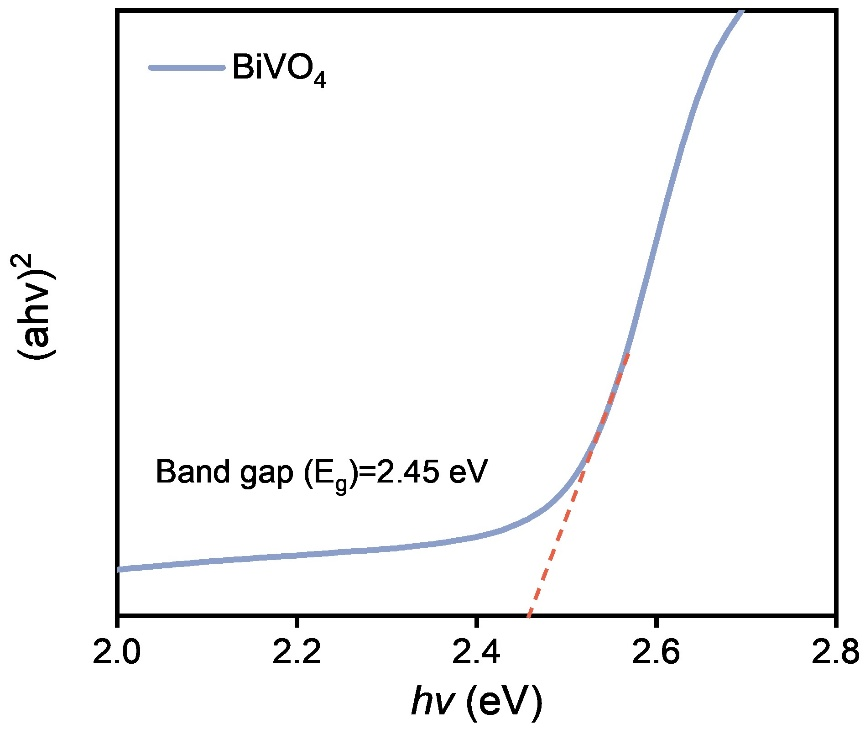 BiVO₄
(ahv)²
Band gap (E_g)=2.45 eV
2.0 2.2 2.4 2.6 2.8
hv (eV)